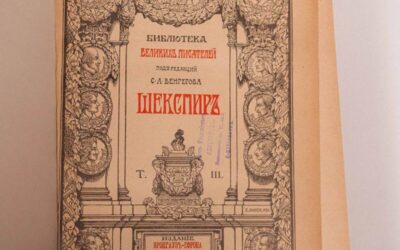 БИБЛІОТЕКА
ВЕЛИКИХЪ ПИСАТЕЛЕЙ
ПОДЪ РЕДАКЦІЕЙ
С. А. ВЕНГЕРОВА
ШЕКСПИРЪ
Т. III.
ИЗДАНІЕ
БРОКГАУЗЪ-ЕФРОНА